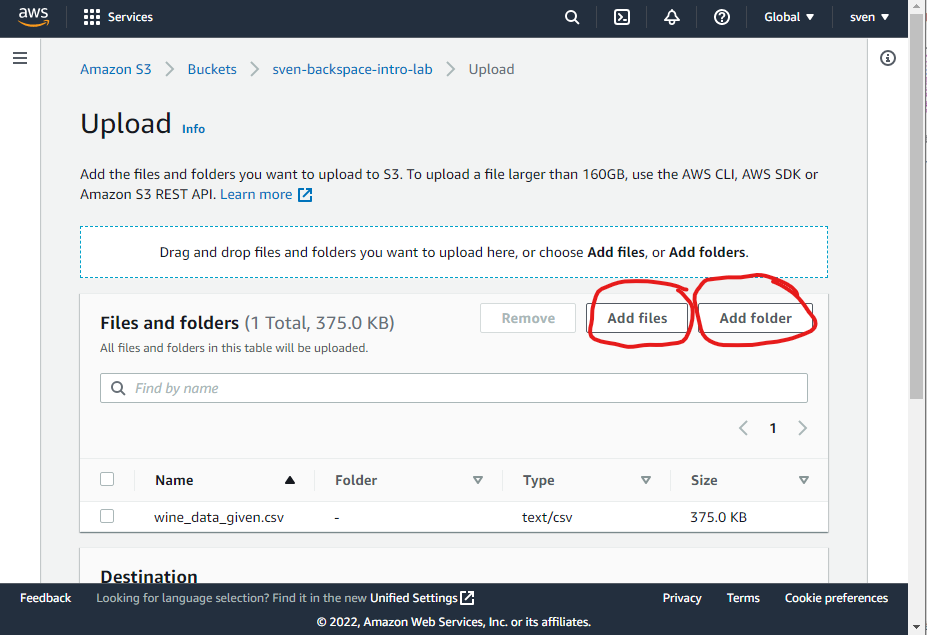 aws Services Global sven
Amazon S3 Buckets sven-backspace-intro-lab Upload
Upload Info
Add the files and folders you want to upload to S3. To upload a file larger than 160GB, use the AWS CLI, AWS SDK or
Amazon S3 REST API. Learn more
Drag and drop files and folders you want to upload here, or choose Add files, or Add folders.
Files and folders (1 Total, 375.0 KB) Remove Add files Add folder
All files and folders in this table will be uploaded.
Find by name
1
Name Folder Type Size
wine_data_given.csv - text/csv 375.0 KB
Destination
Feedback Looking for language selection? Find it in the new Unified Settings Privacy Terms Cookie preferences
© 2022, Amazon Web Services, Inc. or its affiliates.